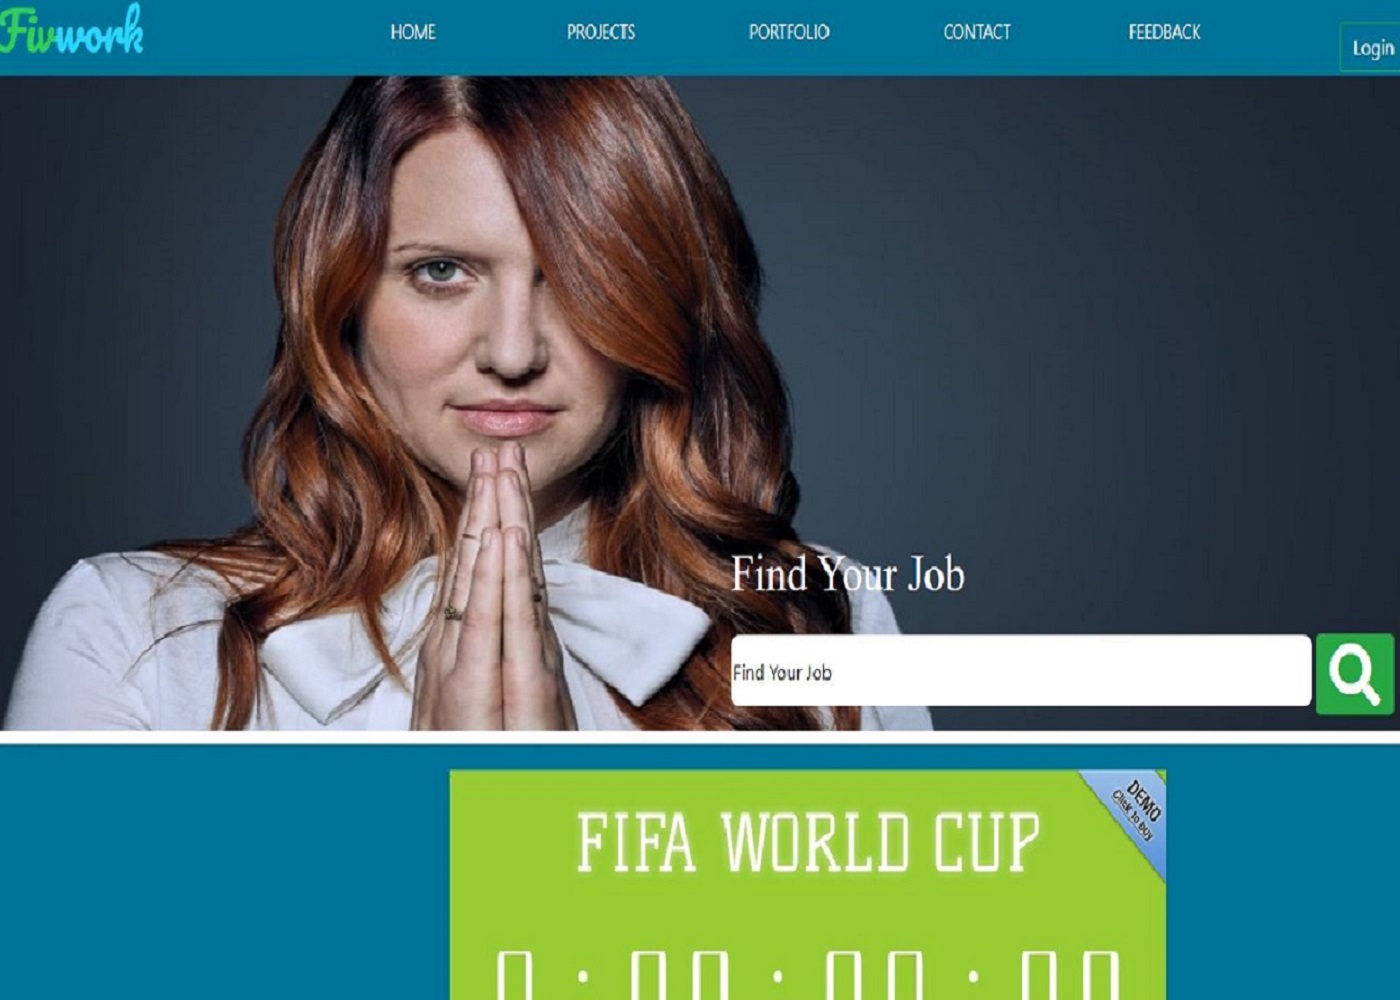 Fivwork
HOME PROJECTS PORTFOLIO CONTACT FEEDBACK
Login
Find Your Job
Find Your Job
FIFA WORLD CUP
DEMO
Click to buy
0 : 00 : 00 : 00